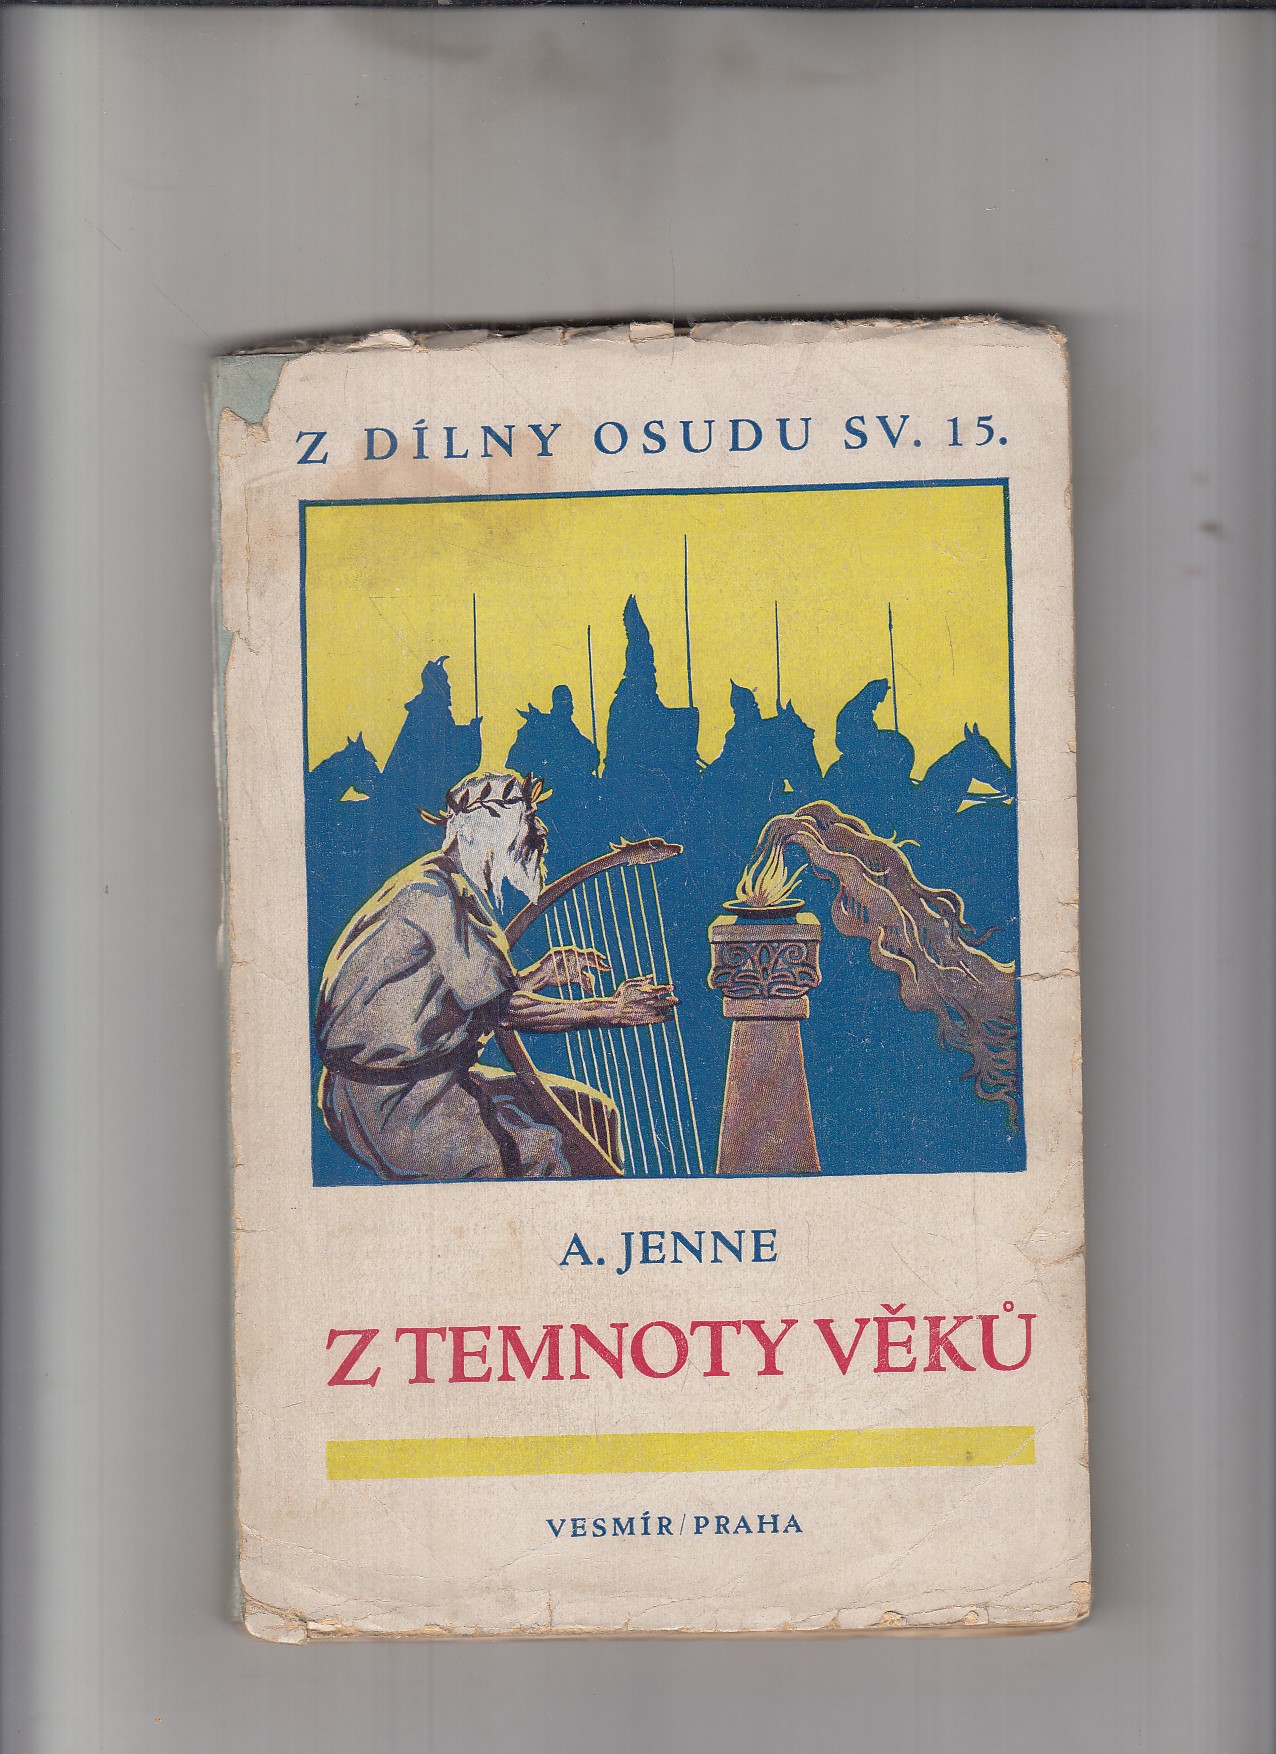 Z DÍLNY OSUDU SV. 15.
A. JENNE
Z TEMNOTY VĚKŮ
VESMÍR/PRAHA